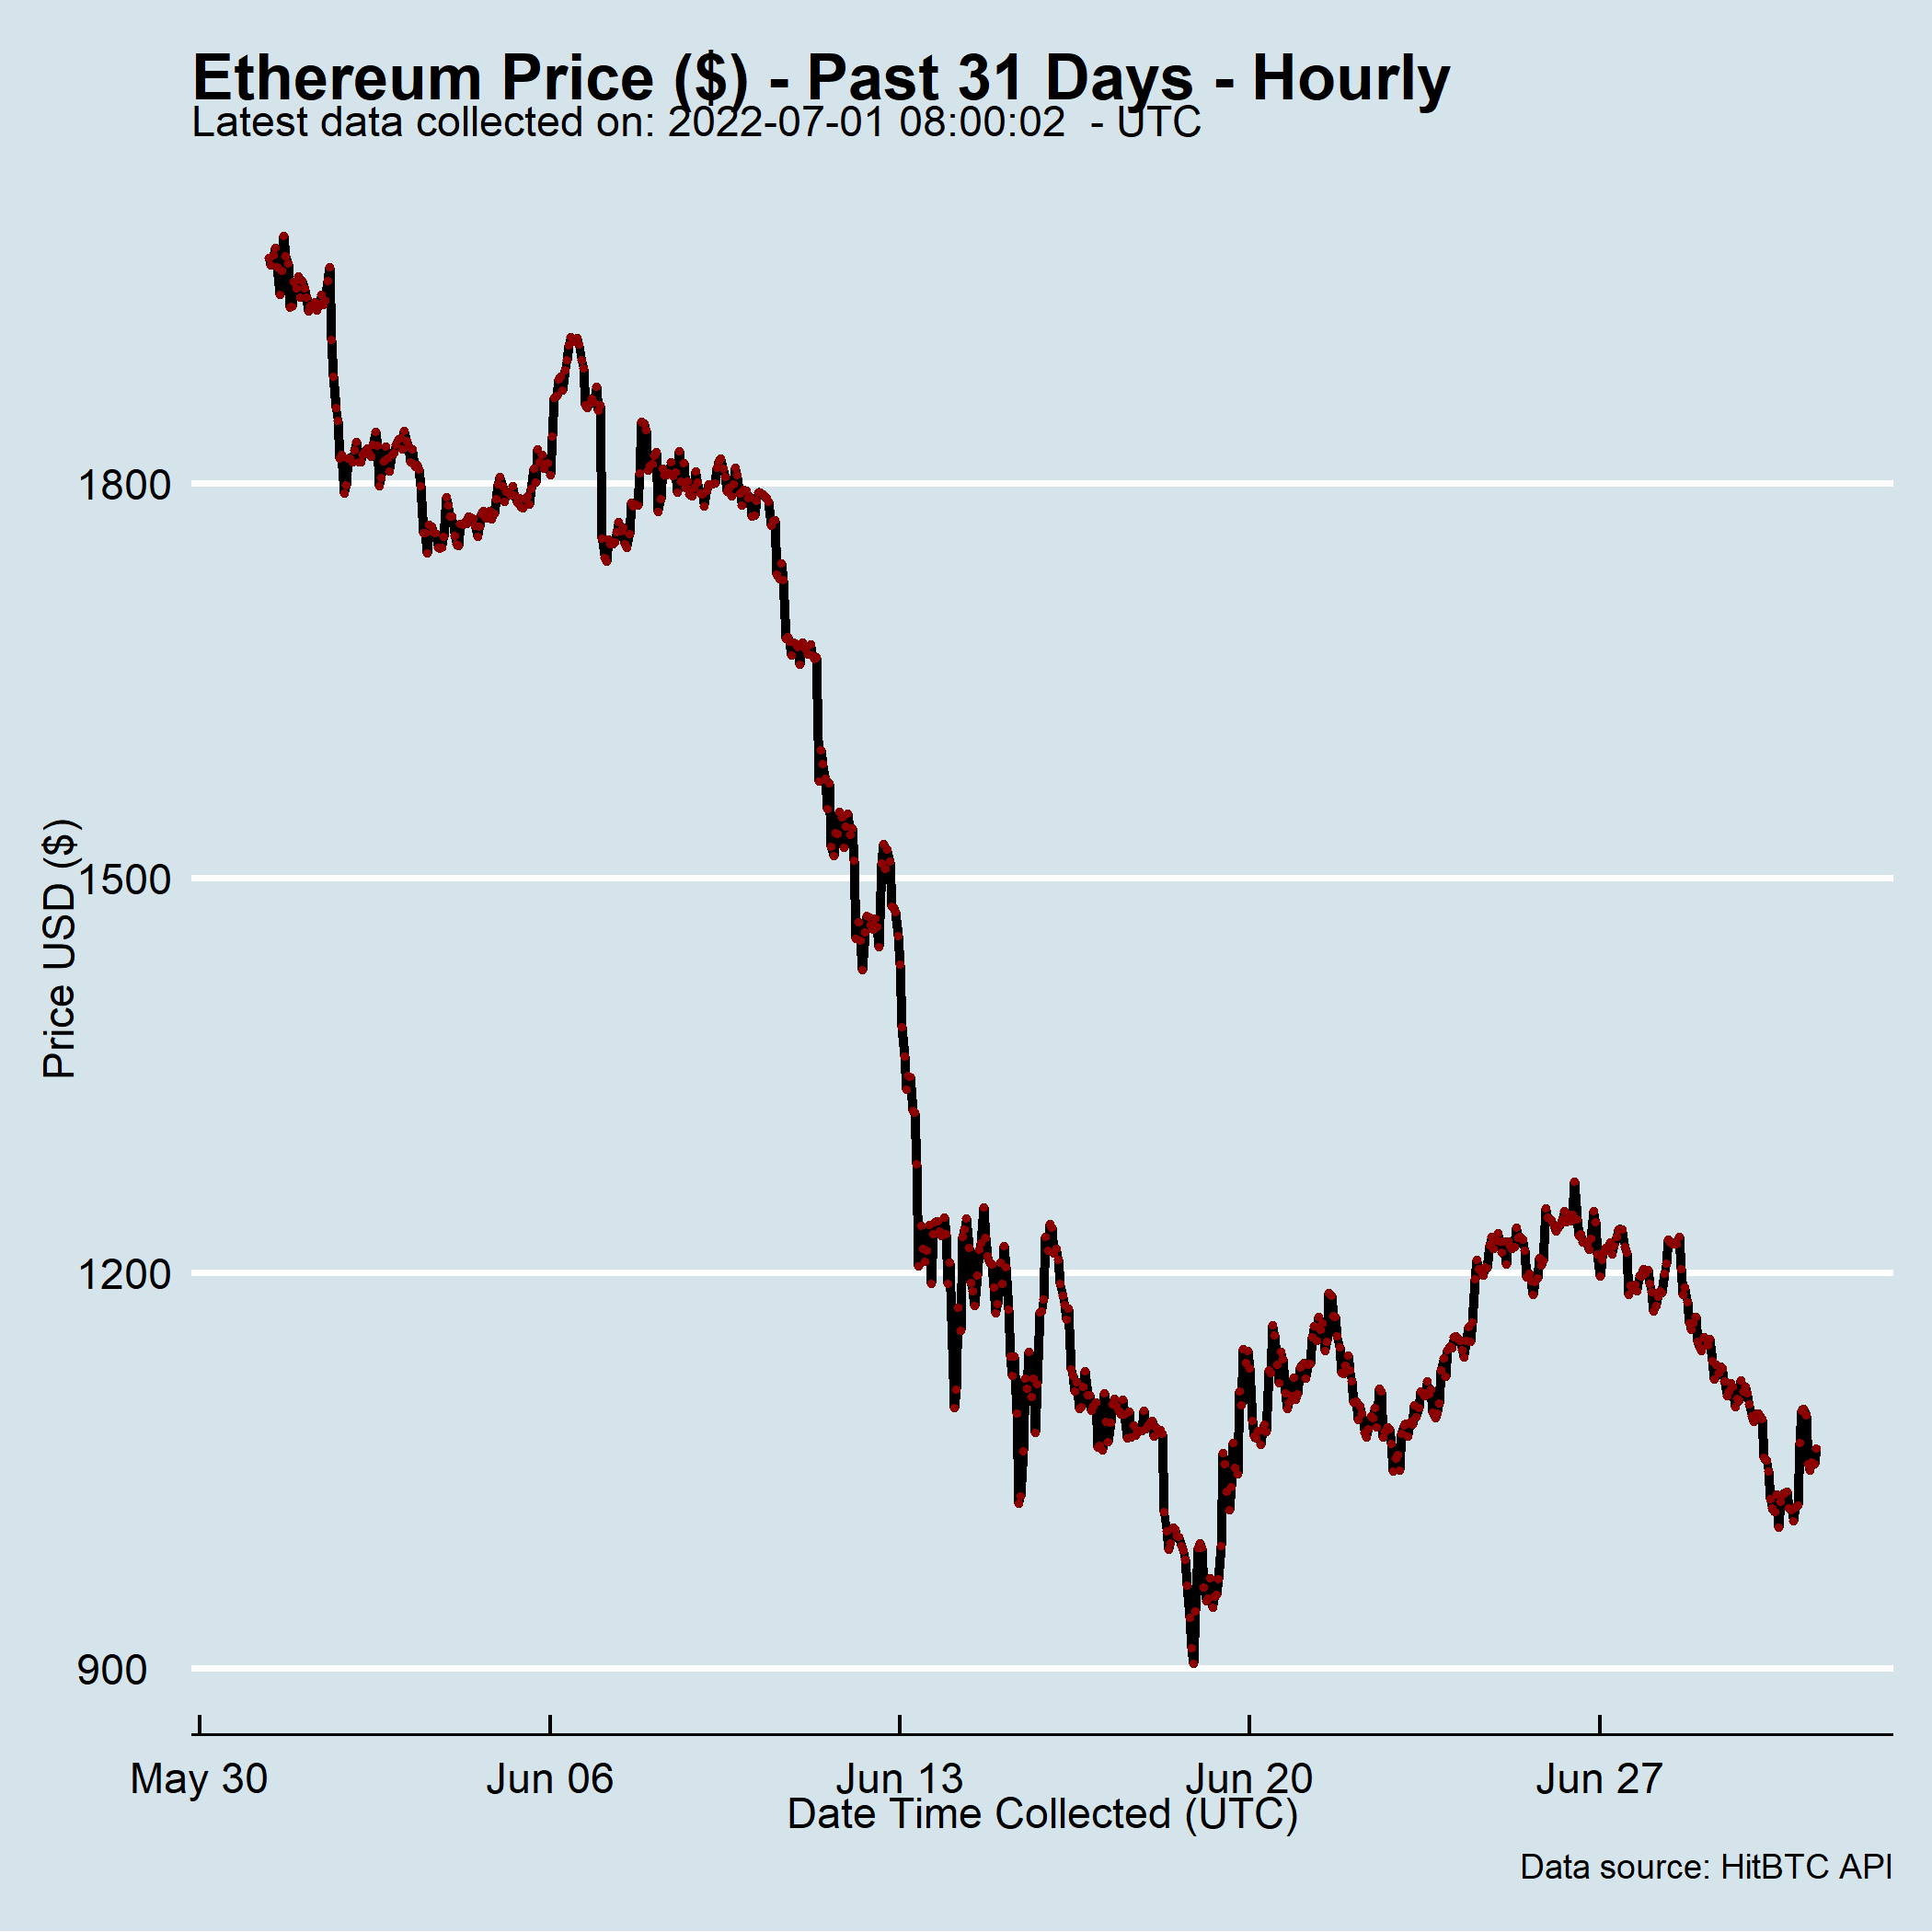 Ethereum Price ($) - Past 31 Days - Hourly
Latest data collected on: 2022-07-01 08:00:02  - UTC
Price USD ($)
1800
1500
1200
900
May 30 Jun 06 Jun 13 Jun 20 Jun 27
Date Time Collected (UTC)
Data source: HitBTC API